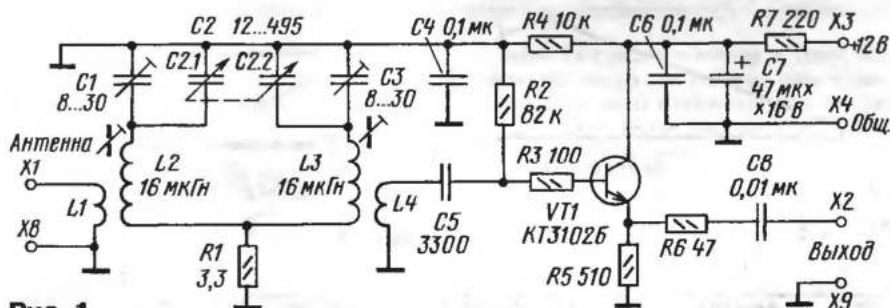 C2 12...495
C4 0,1 мк
R4 10 к
C6 0,1 мк
R7 220
X3
+12 В
C1
8...30
C2.1
C2.2
C3
8...30
R2
82 к
C7
47 мк×
×16 В
X4
Общ.
Антенна
X1
L1
X8
L2
16 мкГн
L3
16 мкГн
L4
C5
3300
R3 100
VT1
КТ3102Б
C8
0,01 мк
X2
R1
3,3
R5 510
R6 47
Выход
X9
Рис. 1